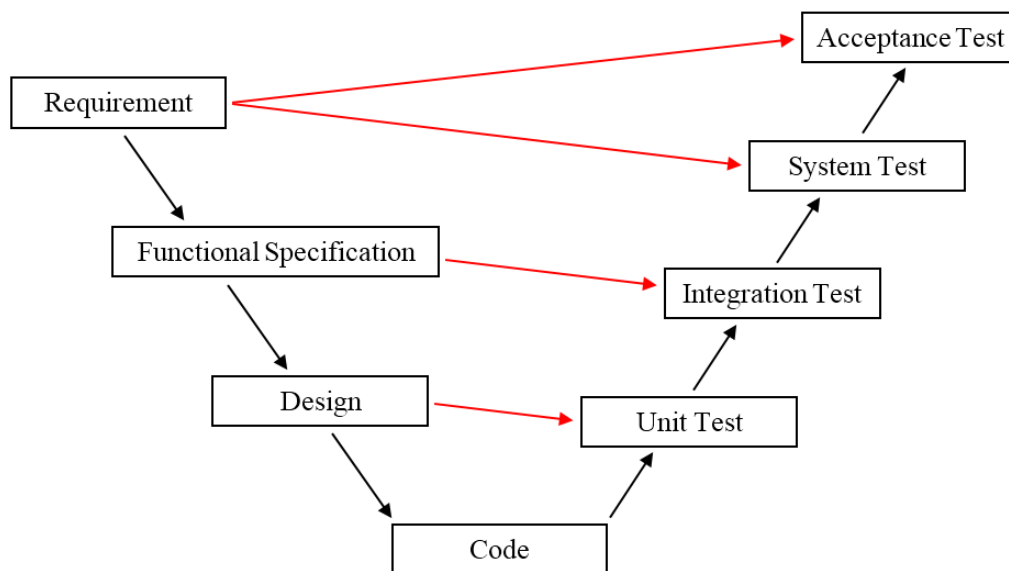 Acceptance Test
Requirement
System Test
Functional Specification
Integration Test
Design
Unit Test
Code